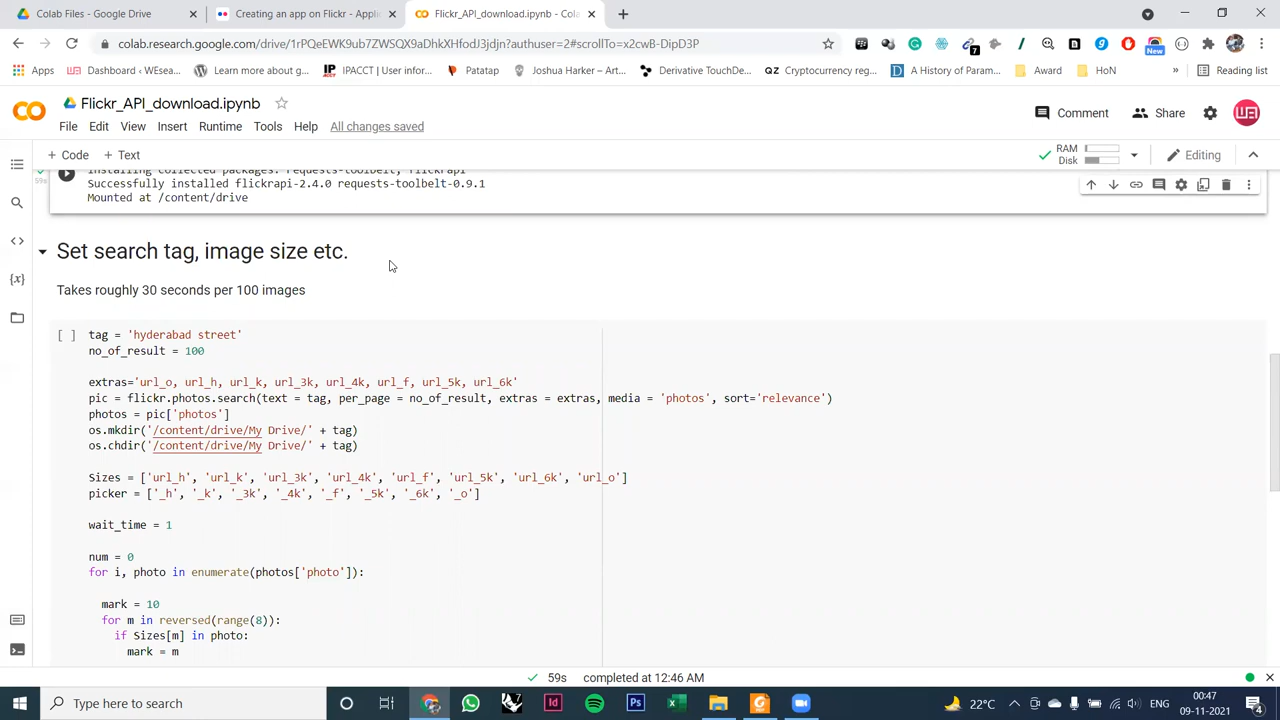 Colab Files - Google Drive
Creating an app on Flickr - Applic
Flickr_API_download.ipynb - Cola
colab.research.google.com/drive/1rPQeEWK9ub7ZWSQX9a0hkXHfodJ3jdjn?authuser=2#scrollTo=x2cwB-DipD3P
Apps
Dashboard ‹ WEsea...
Learn more about g...
IPACCT |User infor...
Patatap
Joshua Harker – Art...
Derivative TouchDe...
QZ Cryptocurrency reg...
A History of Param...
Award
HoN
»
Reading list
Flickr_API_download.ipynb
File Edit View Insert Runtime Tools Help All changes saved
Comment
Share
+ Code + Text
RAM
Disk
Editing
59s
Installing collected packages: requests-toolbelt, flickrapi
Successfully installed flickrapi-2.4.0 requests-toolbelt-0.9.1
Mounted at /content/drive
Set search tag, image size etc.
Takes roughly 30 seconds per 100 images
[ ] tag = 'hyderabad street'
no_of_result = 100
extras='url_o, url_h, url_k, url_3k, url_4k, url_f, url_5k, url_6k'
pic = flickr.photos.search(text = tag, per_page = no_of_result, extras = extras, media = 'photos', sort='relevance')
photos = pic['photos']
os.mkdir('/content/drive/My Drive/' + tag)
os.chdir('/content/drive/My Drive/' + tag)
Sizes = ['url_h', 'url_k', 'url_3k', 'url_4k', 'url_f', 'url_5k', 'url_6k', 'url_o']
picker = ['_h', '_k', '_3k', '_4k', '_f', '_5k', '_6k', '_o']
wait_time = 1
num = 0
for i, photo in enumerate(photos['photo']):
mark = 10
for m in reversed(range(8)):
if Sizes[m] in photo:
mark = m
59s completed at 12:46 AM
Type here to search
22°C
ENG
00:47
09-11-2021